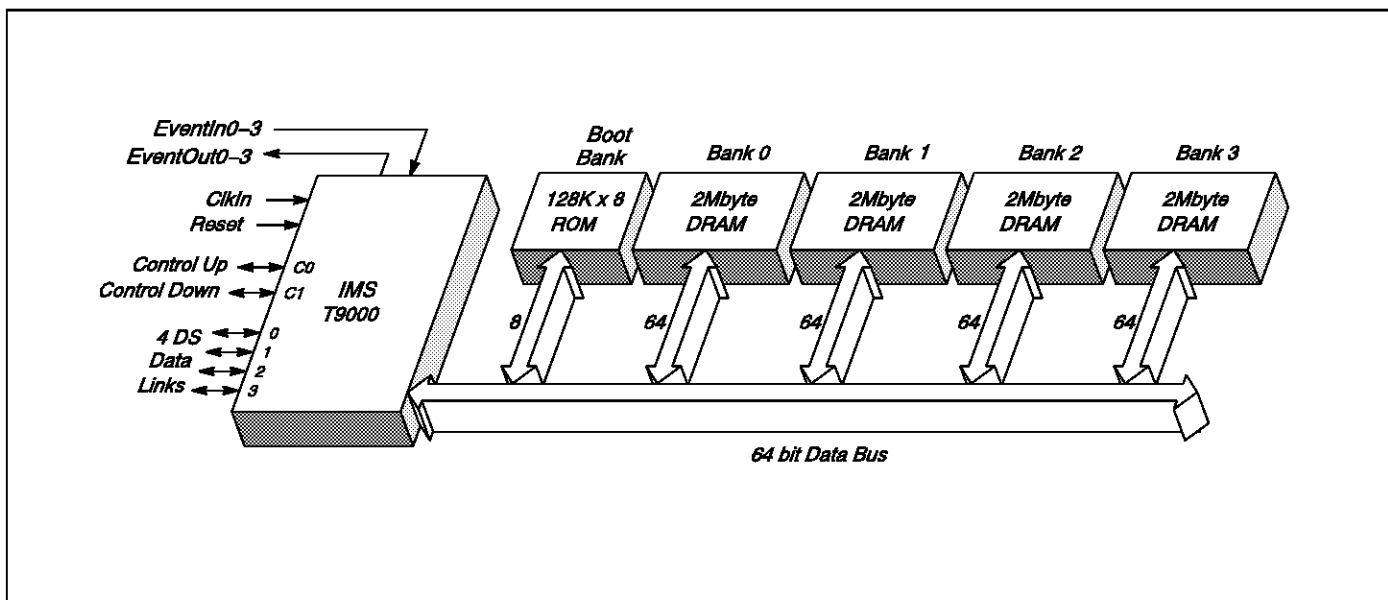 EventIn0–3
EventOut0–3
ClkIn
Reset
Control Up
C0
Control Down
C1
IMS
T9000
4 DS
Data
Links
0
1
2
3
Boot
Bank
128K x 8
ROM
Bank 0
2Mbyte
DRAM
Bank 1
2Mbyte
DRAM
Bank 2
2Mbyte
DRAM
Bank 3
2Mbyte
DRAM
8
64
64
64
64
64 bit Data Bus